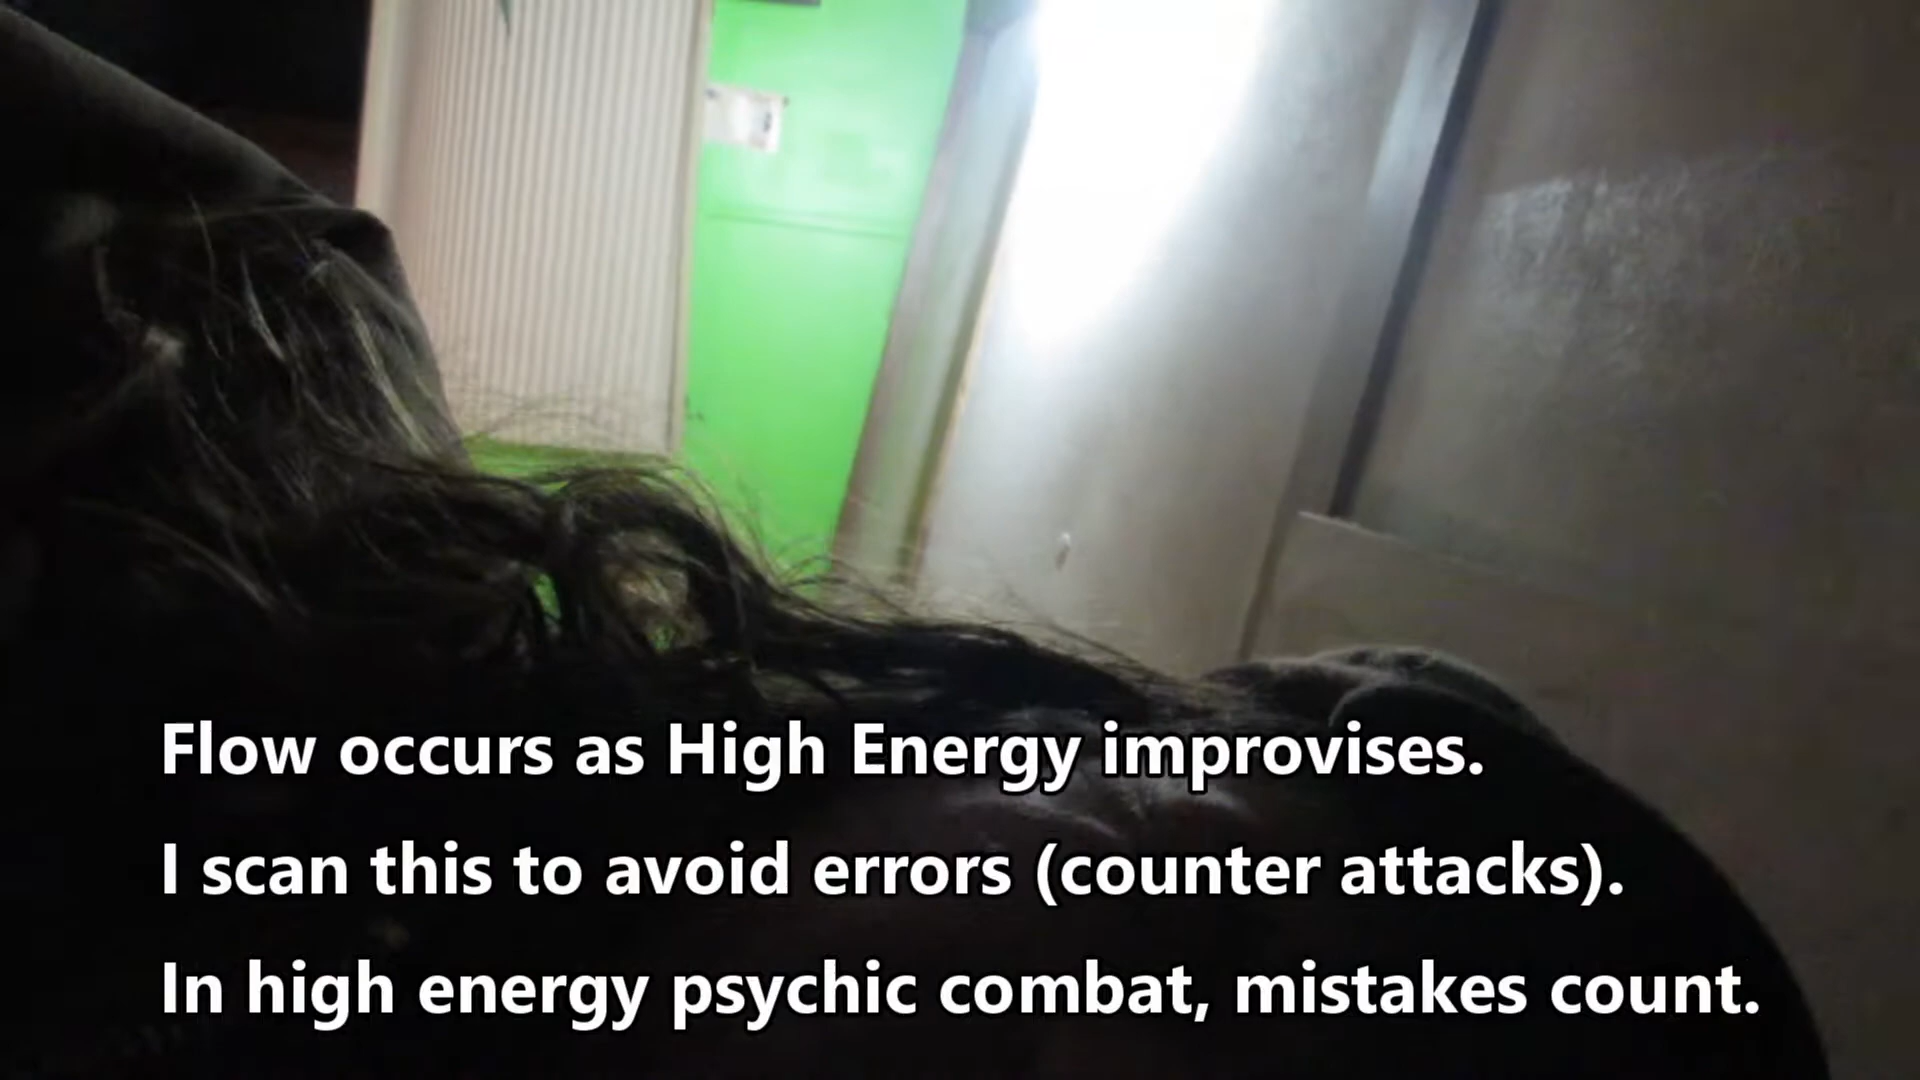 Flow occurs as High Energy improvises.
I scan this to avoid errors (counter attacks).
In high energy psychic combat, mistakes count.